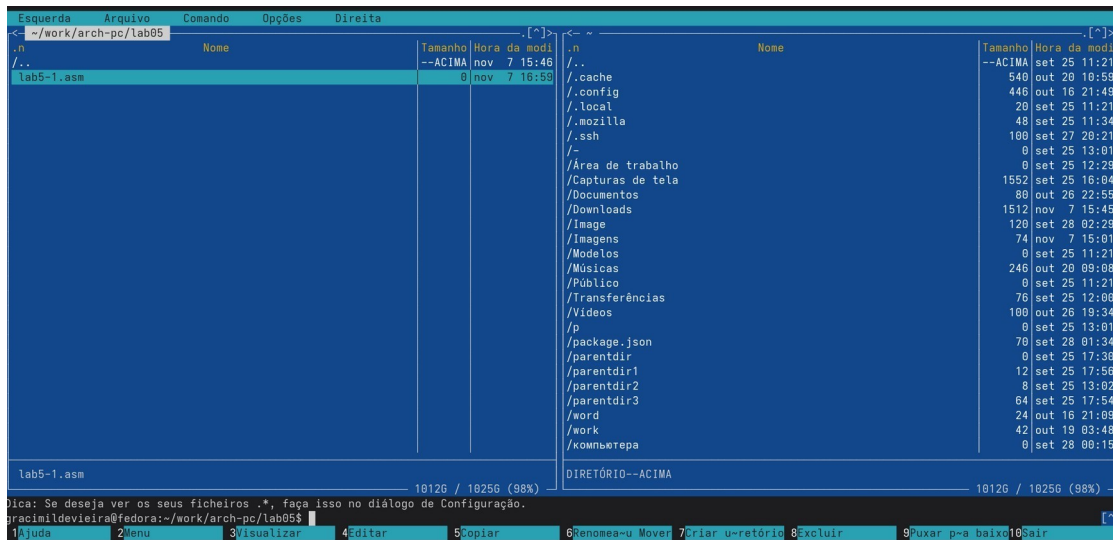 Esquerda Arquivo Comando Opções Direita
<─ ~/work/arch-pc/lab05 .[^]>
.n Nome Tamanho Hora da modi
/.. --ACIMA nov 7 15:46
lab5-1.asm 0 nov 7 16:59
lab5-1.asm
1012G / 1025G (98%)
<─ ~ .[^]>
.n Nome Tamanho Hora da modi
/.. --ACIMA set 25 11:21
/.cache 540 out 20 10:59
/.config 446 out 16 21:49
/.local 20 set 25 11:21
/.mozilla 48 set 25 11:34
/.ssh 100 set 27 20:21
/- 0 set 25 13:01
/Área de trabalho 0 set 25 12:29
/Capturas de tela 1552 set 25 16:04
/Documentos 80 out 26 22:55
/Downloads 1512 nov 7 15:45
/Image 120 set 28 02:29
/Imagens 74 nov 7 15:01
/Modelos 0 set 25 11:21
/Músicas 246 out 20 09:08
/Público 0 set 25 11:21
/Transferências 76 set 25 12:00
/Vídeos 100 out 26 19:34
/p 0 set 25 13:01
/package.json 70 set 28 01:34
/parentdir 0 set 25 17:30
/parentdir1 12 set 25 17:56
/parentdir2 8 set 25 13:02
/parentdir3 64 set 25 17:54
/word 24 out 16 21:09
/work 42 out 19 03:48
/компьютера 0 set 28 00:15
DIRETÓRIO--ACIMA
1012G / 1025G (98%)
Dica: Se deseja ver os seus ficheiros .*, faça isso no diálogo de Configuração.
gracimildevieira@fedora:~/work/arch-pc/lab05$ [^
1Ajuda 2Menu 3Visualizar 4Editar 5Copiar 6Renomea~u Mover 7Criar u~retório 8Excluir 9Puxar p~a baixo 10Sair